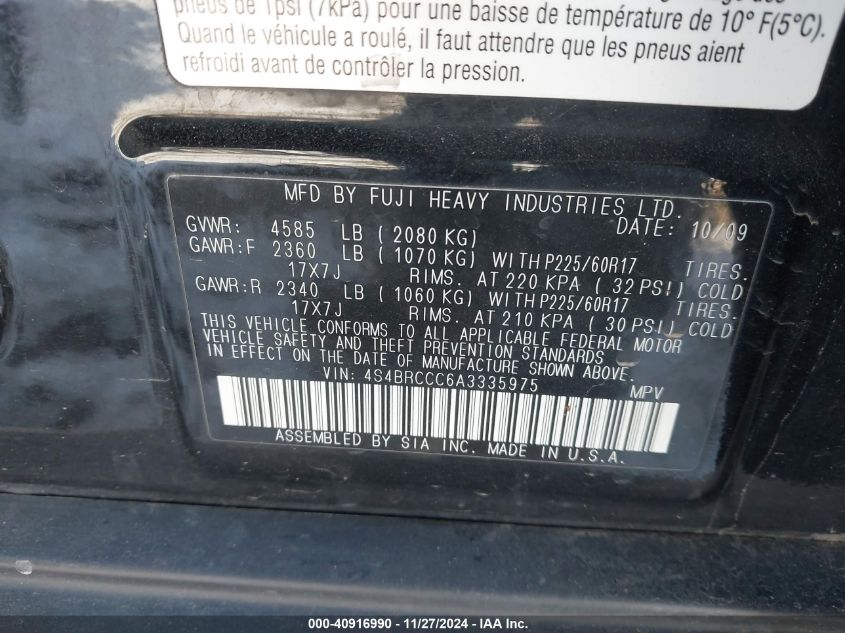 pneus de 1psi (7kPa) pour une baisse de température de 10° F(5°C).
Quand le véhicule a roulé, il faut attendre que les pneus aient
refroidi avant de contrôler la pression.
MFD BY FUJI HEAVY INDUSTRIES LTD.
GVWR: 4585 LB (2080 KG) DATE: 10/09
GAWR:F 2360 LB (1070 KG) WITH P225/60R17 TIRES.
17X7J RIMS. AT 220 KPA (32 PSI) COLD
GAWR:R 2340 LB (1060 KG) WITH P225/60R17 TIRES.
17X7J RIMS. AT 210 KPA (30 PSI) COLD
THIS VEHICLE CONFORMS TO ALL APPLICABLE FEDERAL MOTOR
VEHICLE SAFETY AND THEFT PREVENTION STANDARDS
IN EFFECT ON THE DATE OF MANUFACTURE SHOWN ABOVE.
VIN: 4S4BRCCC6A3335975 MPV
ASSEMBLED BY SIA INC. MADE IN U.S.A.
000-40916990 - 11/27/2024 - IAA Inc.